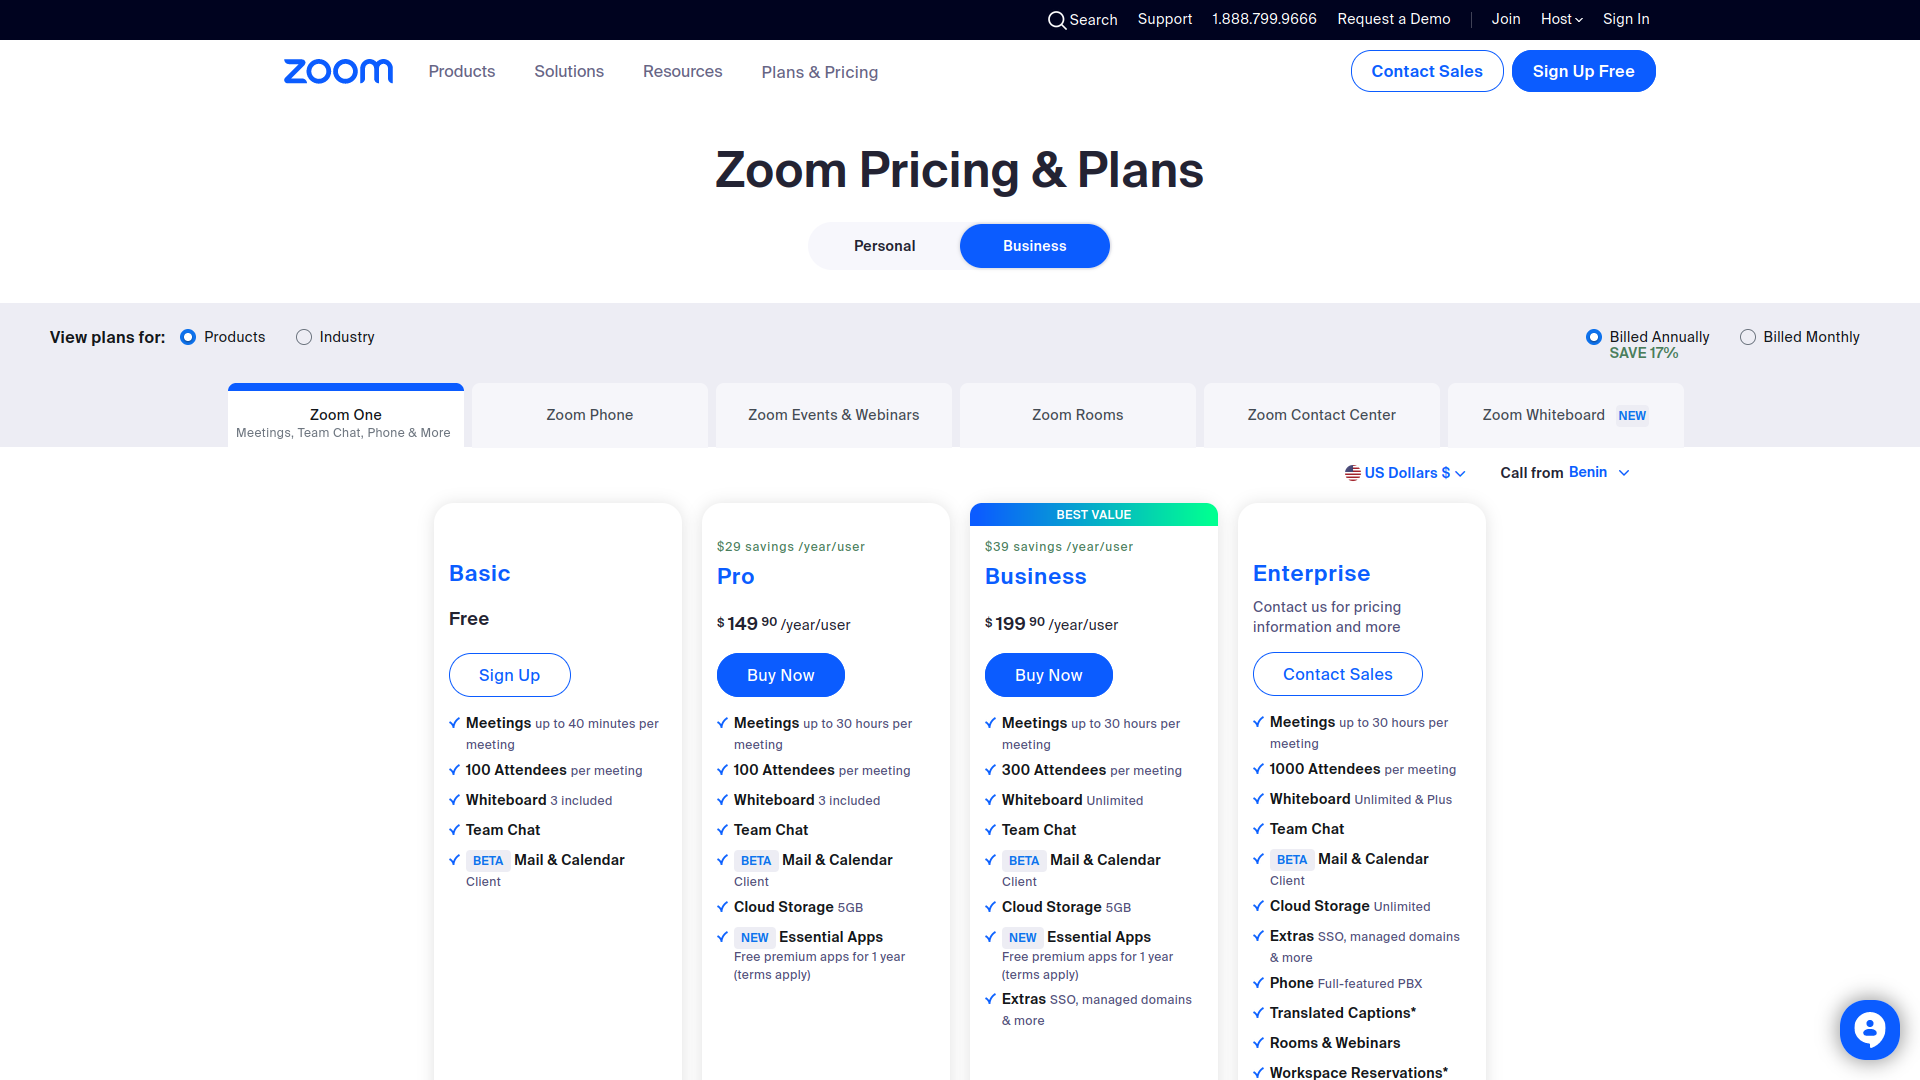 Search Support 1.888.799.9666 Request a Demo Join Host Sign In
zoom Products Solutions Resources Plans & Pricing Contact Sales Sign Up Free
Zoom Pricing & Plans
Personal Business
View plans for: Products Industry Billed Annually Billed Monthly
SAVE 17%
Zoom One Zoom Phone Zoom Events & Webinars Zoom Rooms Zoom Contact Center Zoom Whiteboard NEW
Meetings, Team Chat, Phone & More
US Dollars $ Call from Benin
Basic
Free
Sign Up
Meetings up to 40 minutes per
meeting
100 Attendees per meeting
Whiteboard 3 included
Team Chat
BETA Mail & Calendar
Client
$29 savings /year/user
Pro
$ 149 90 /year/user
Buy Now
Meetings up to 30 hours per
meeting
100 Attendees per meeting
Whiteboard 3 included
Team Chat
BETA Mail & Calendar
Client
Cloud Storage 5GB
NEW Essential Apps
Free premium apps for 1 year
(terms apply)
BEST VALUE
$39 savings /year/user
Business
$ 199 90 /year/user
Buy Now
Meetings up to 30 hours per
meeting
300 Attendees per meeting
Whiteboard Unlimited
Team Chat
BETA Mail & Calendar
Client
Cloud Storage 5GB
NEW Essential Apps
Free premium apps for 1 year
(terms apply)
Extras SSO, managed domains
& more
Enterprise
Contact us for pricing
information and more
Contact Sales
Meetings up to 30 hours per
meeting
1000 Attendees per meeting
Whiteboard Unlimited & Plus
Team Chat
BETA Mail & Calendar
Client
Cloud Storage Unlimited
Extras SSO, managed domains
& more
Phone Full-featured PBX
Translated Captions*
Rooms & Webinars
Workspace Reservations*